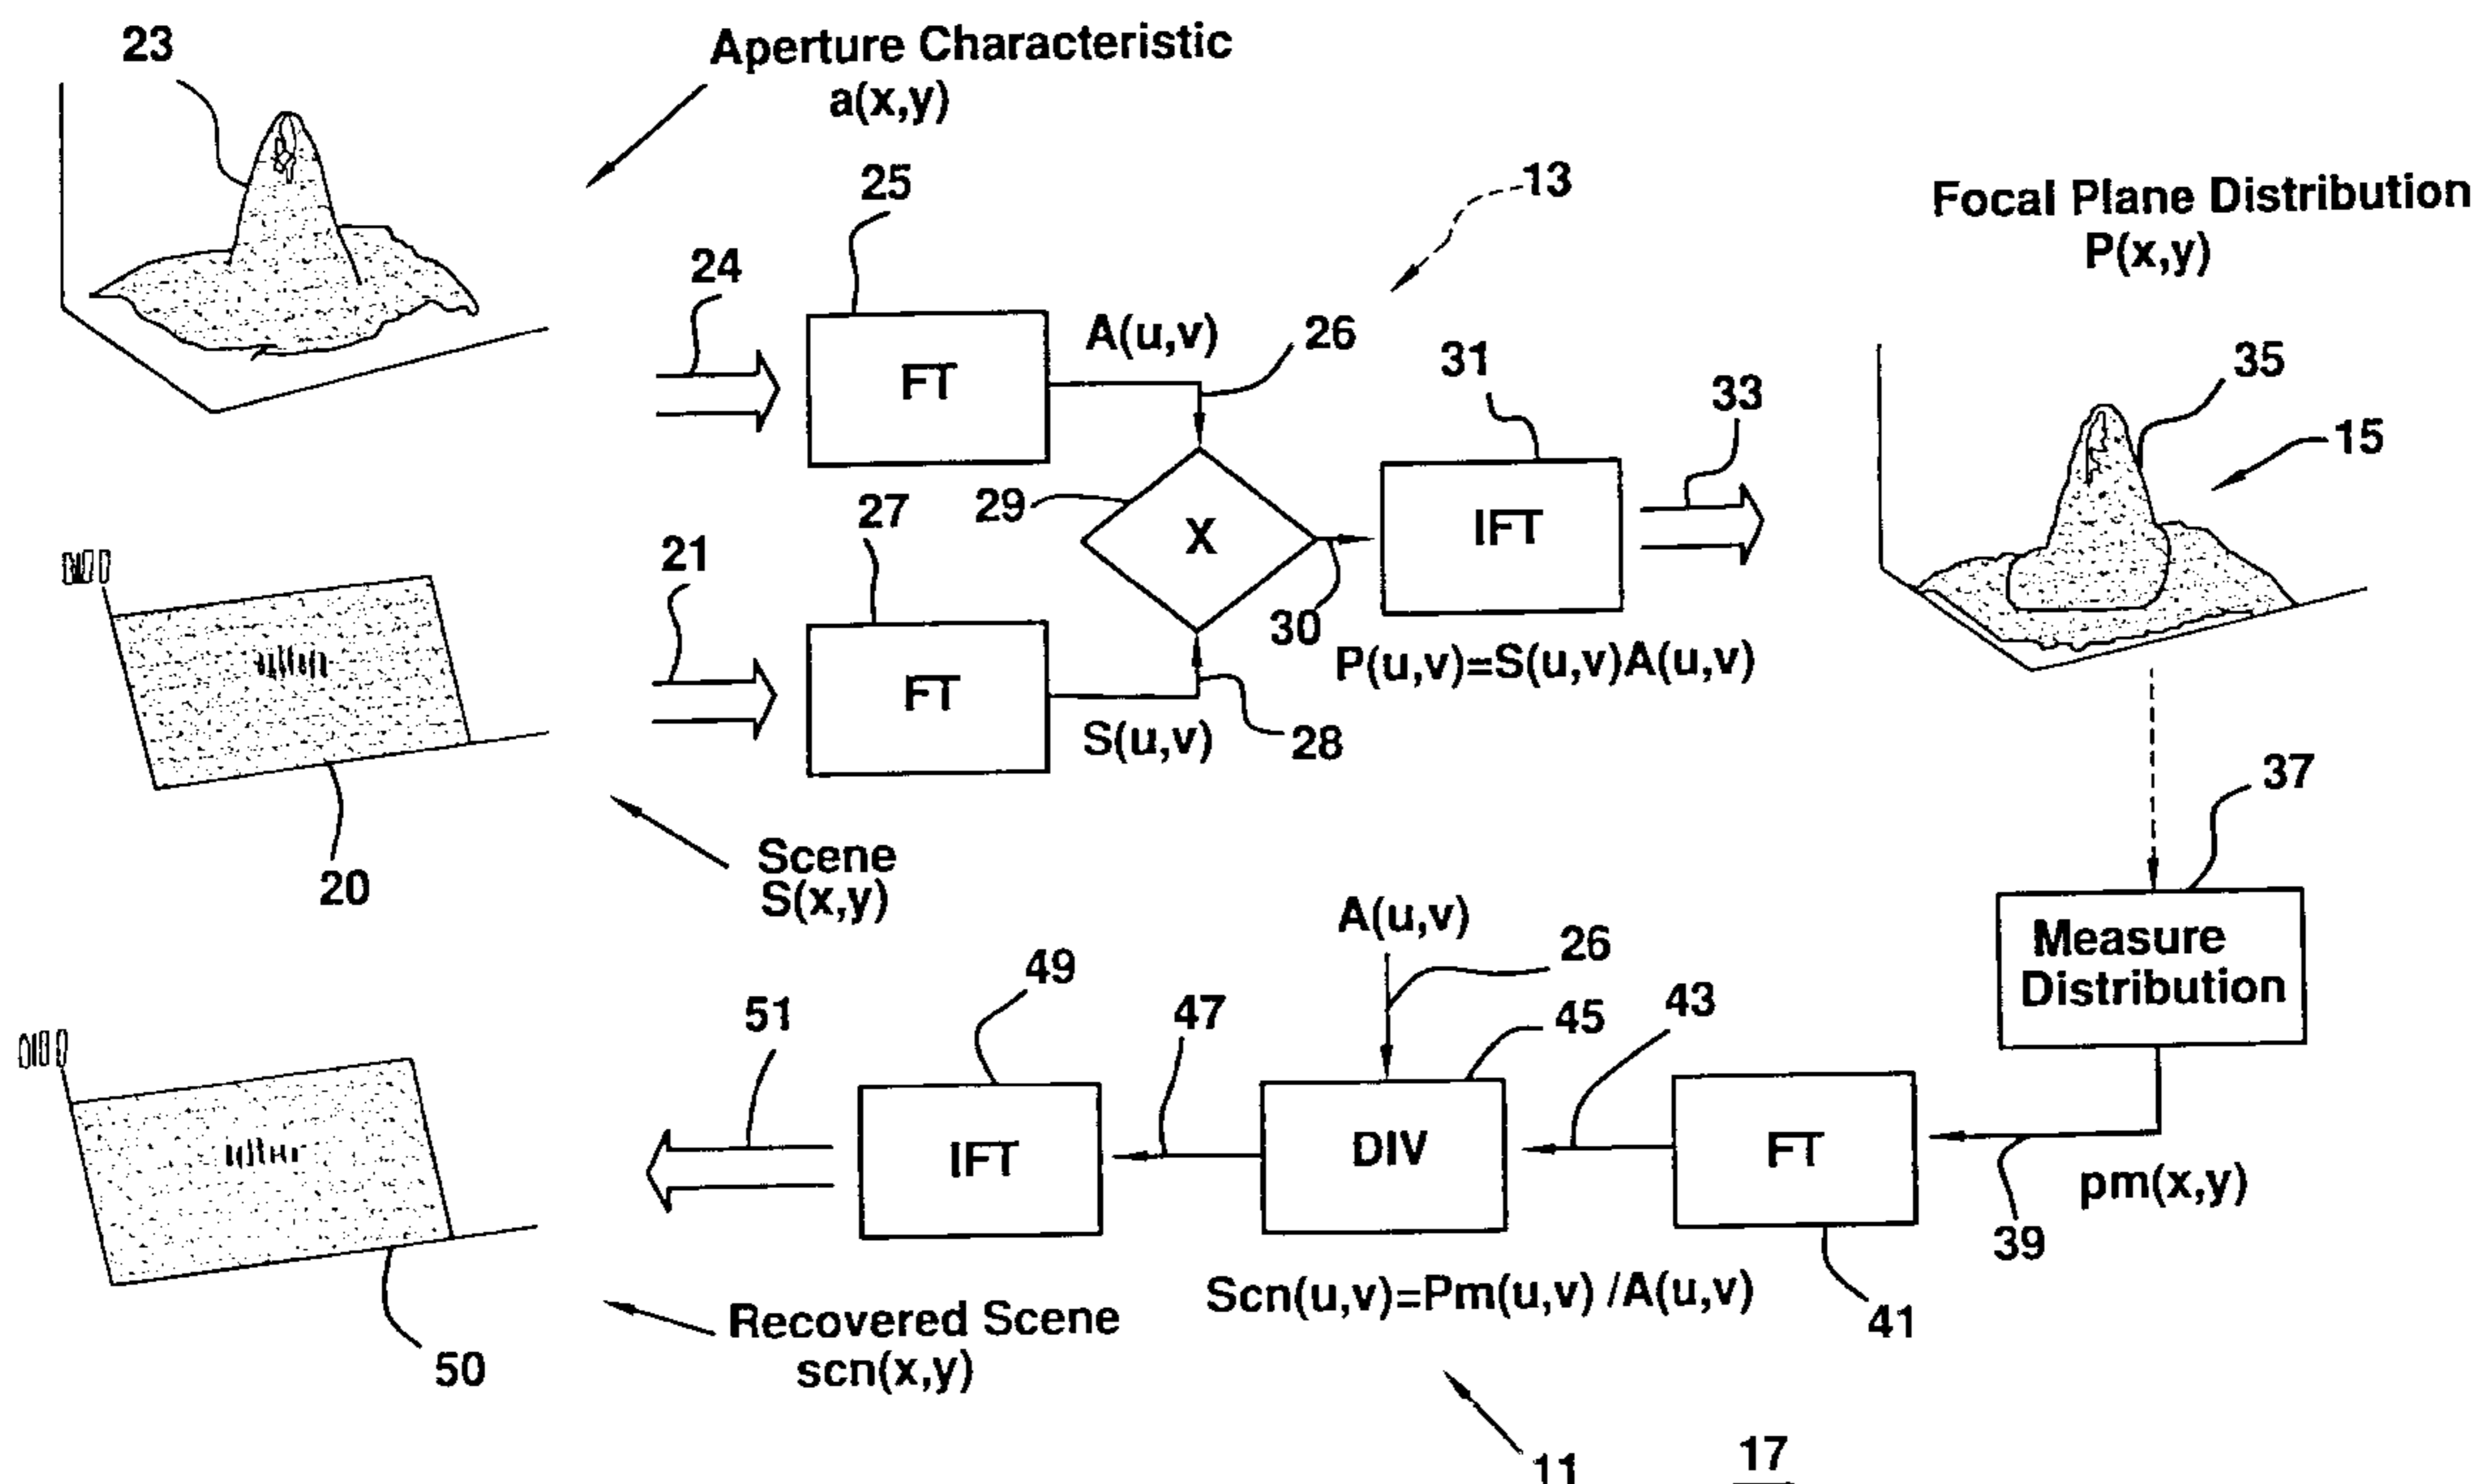 23
Aperture Characteristic
a(x,y)
13
25
Focal Plane Distribution
P(x,y)
24
FT
A(u,v)
26
31
33
35
15
29
X
IFT
27
21
30
P(u,v)=S(u,v)A(u,v)
FT
S(u,v)
28
20
Scene
S(x,y)
37
Measure
Distribution
A(u,v)
26
49
51
47
45
43
IFT
DIV
FT
pm(x,y)
39
Scn(u,v)=Pm(u,v) /A(u,v)
41
Recovered Scene
scn(x,y)
50
11
17